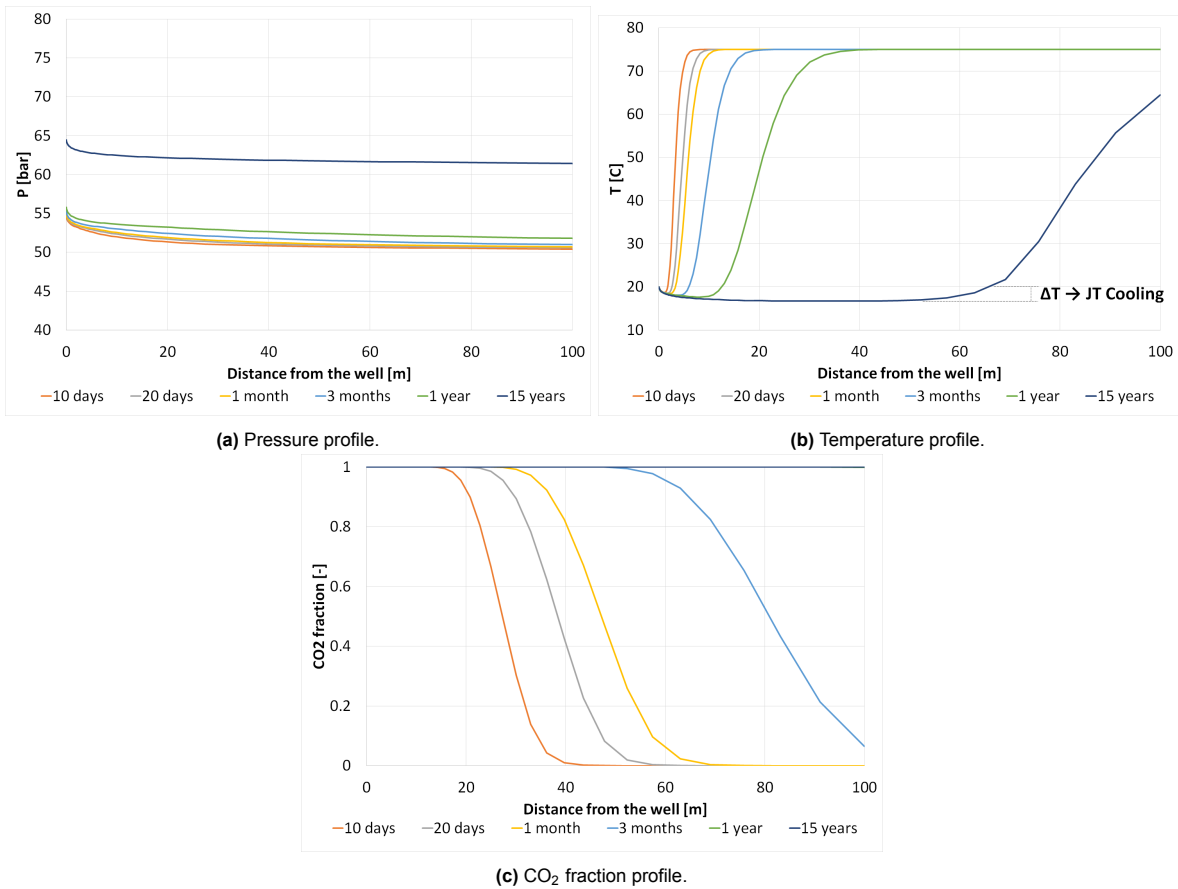 80
75
70
65
60
55
50
45
40
P [bar]
0 20 40 60 80 100
Distance from the well [m]
10 days 20 days 1 month 3 months 1 year 15 years
(a) Pressure profile.
80
70
60
50
40
30
20
10
T [C]
ΔT → JT Cooling
0 20 40 60 80 100
Distance from the well [m]
10 days 20 days 1 month 3 months 1 year 15 years
(b) Temperature profile.
1
0.8
0.6
0.4
0.2
0
CO2 fraction [-]
0 20 40 60 80 100
Distance from the well [m]
10 days 20 days 1 month 3 months 1 year 15 years
(c) CO₂ fraction profile.